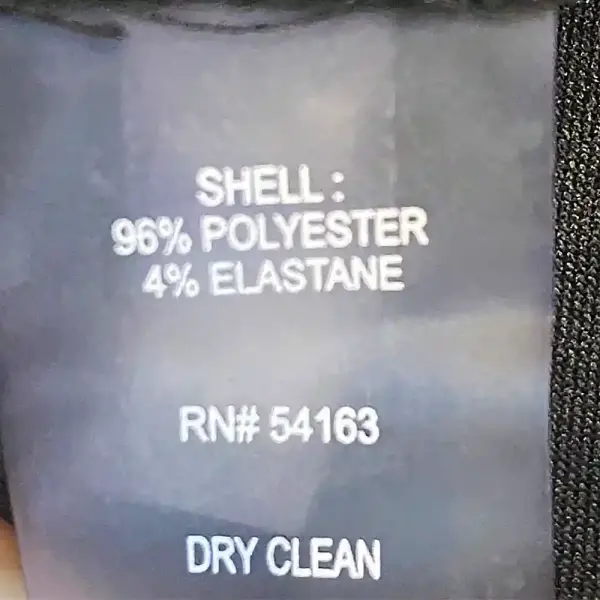 SHELL :
96% POLYESTER
4% ELASTANE
RN# 54163
DRY CLEAN